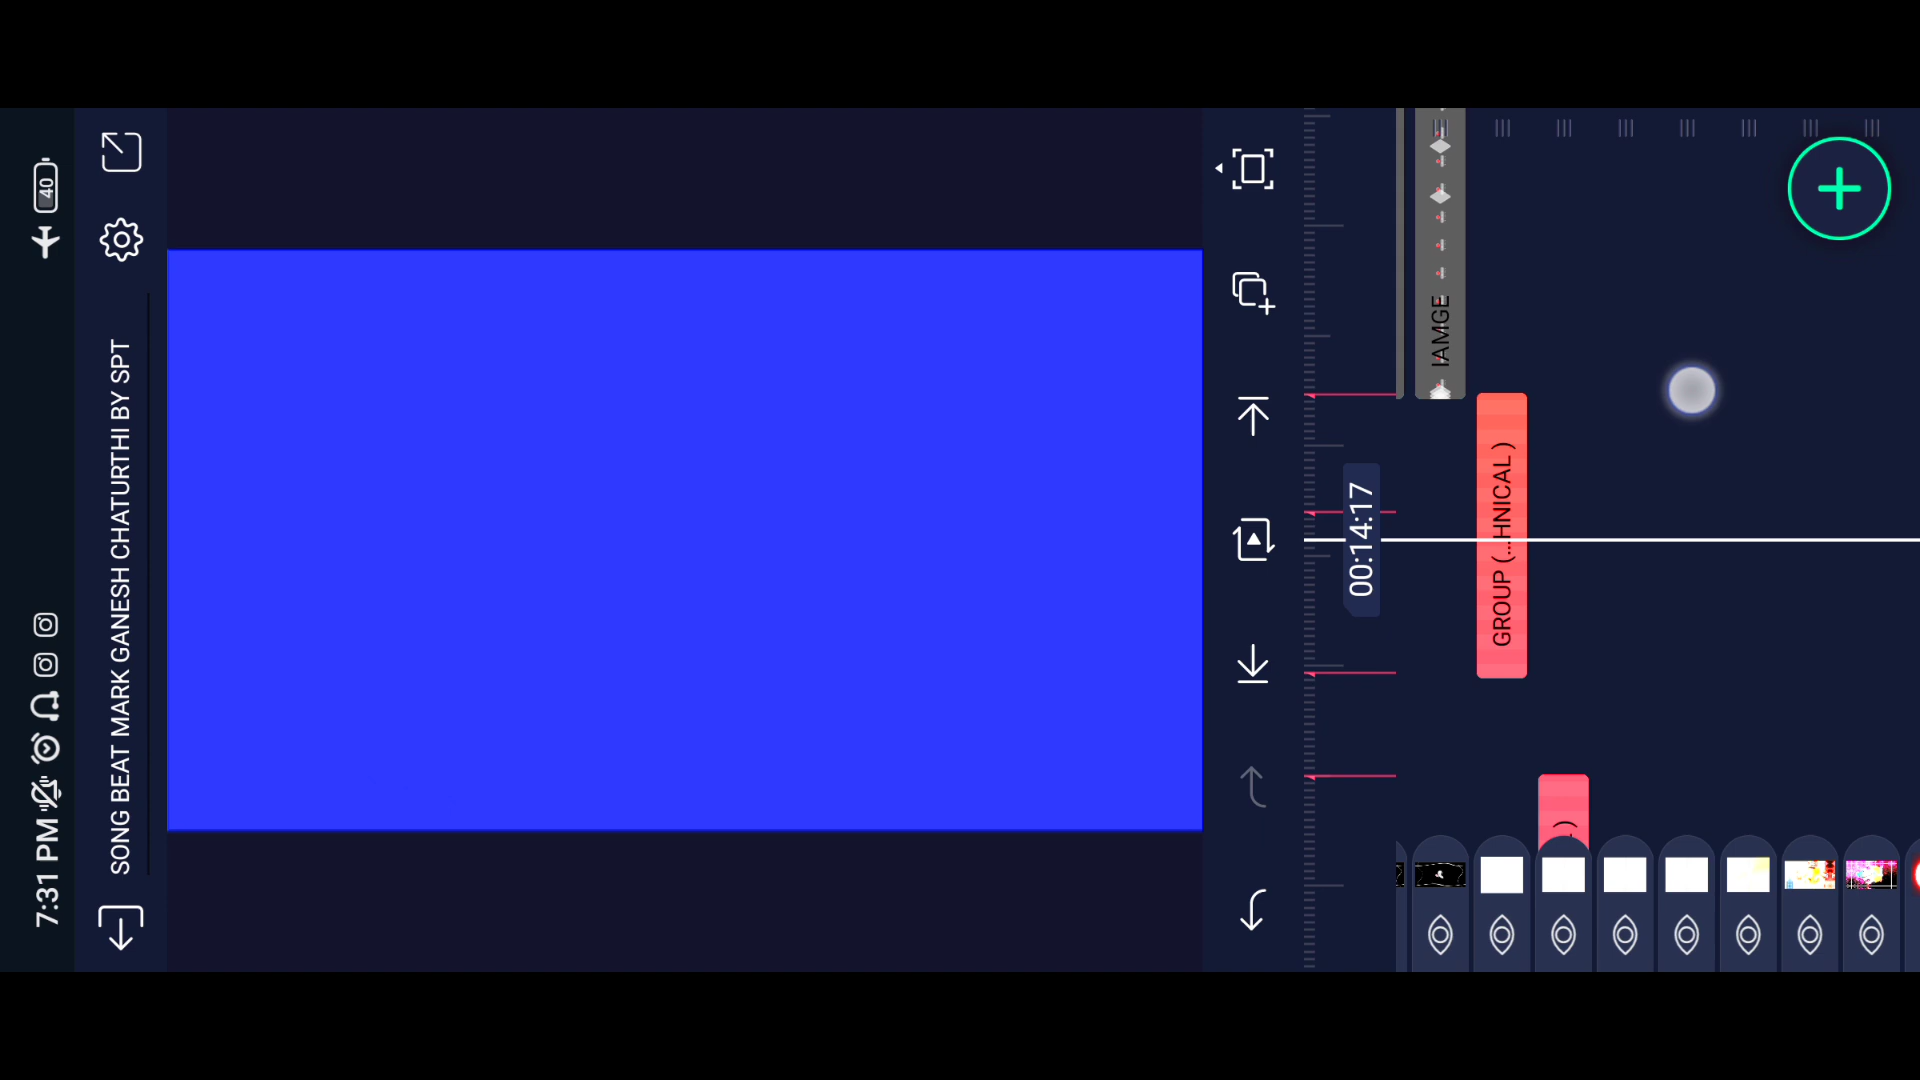 7:31 PM
40
SONG BEAT MARK GANESH CHATURTHI BY SPT
00:14:17
IAMGE
GROUP (...HNICAL )
)